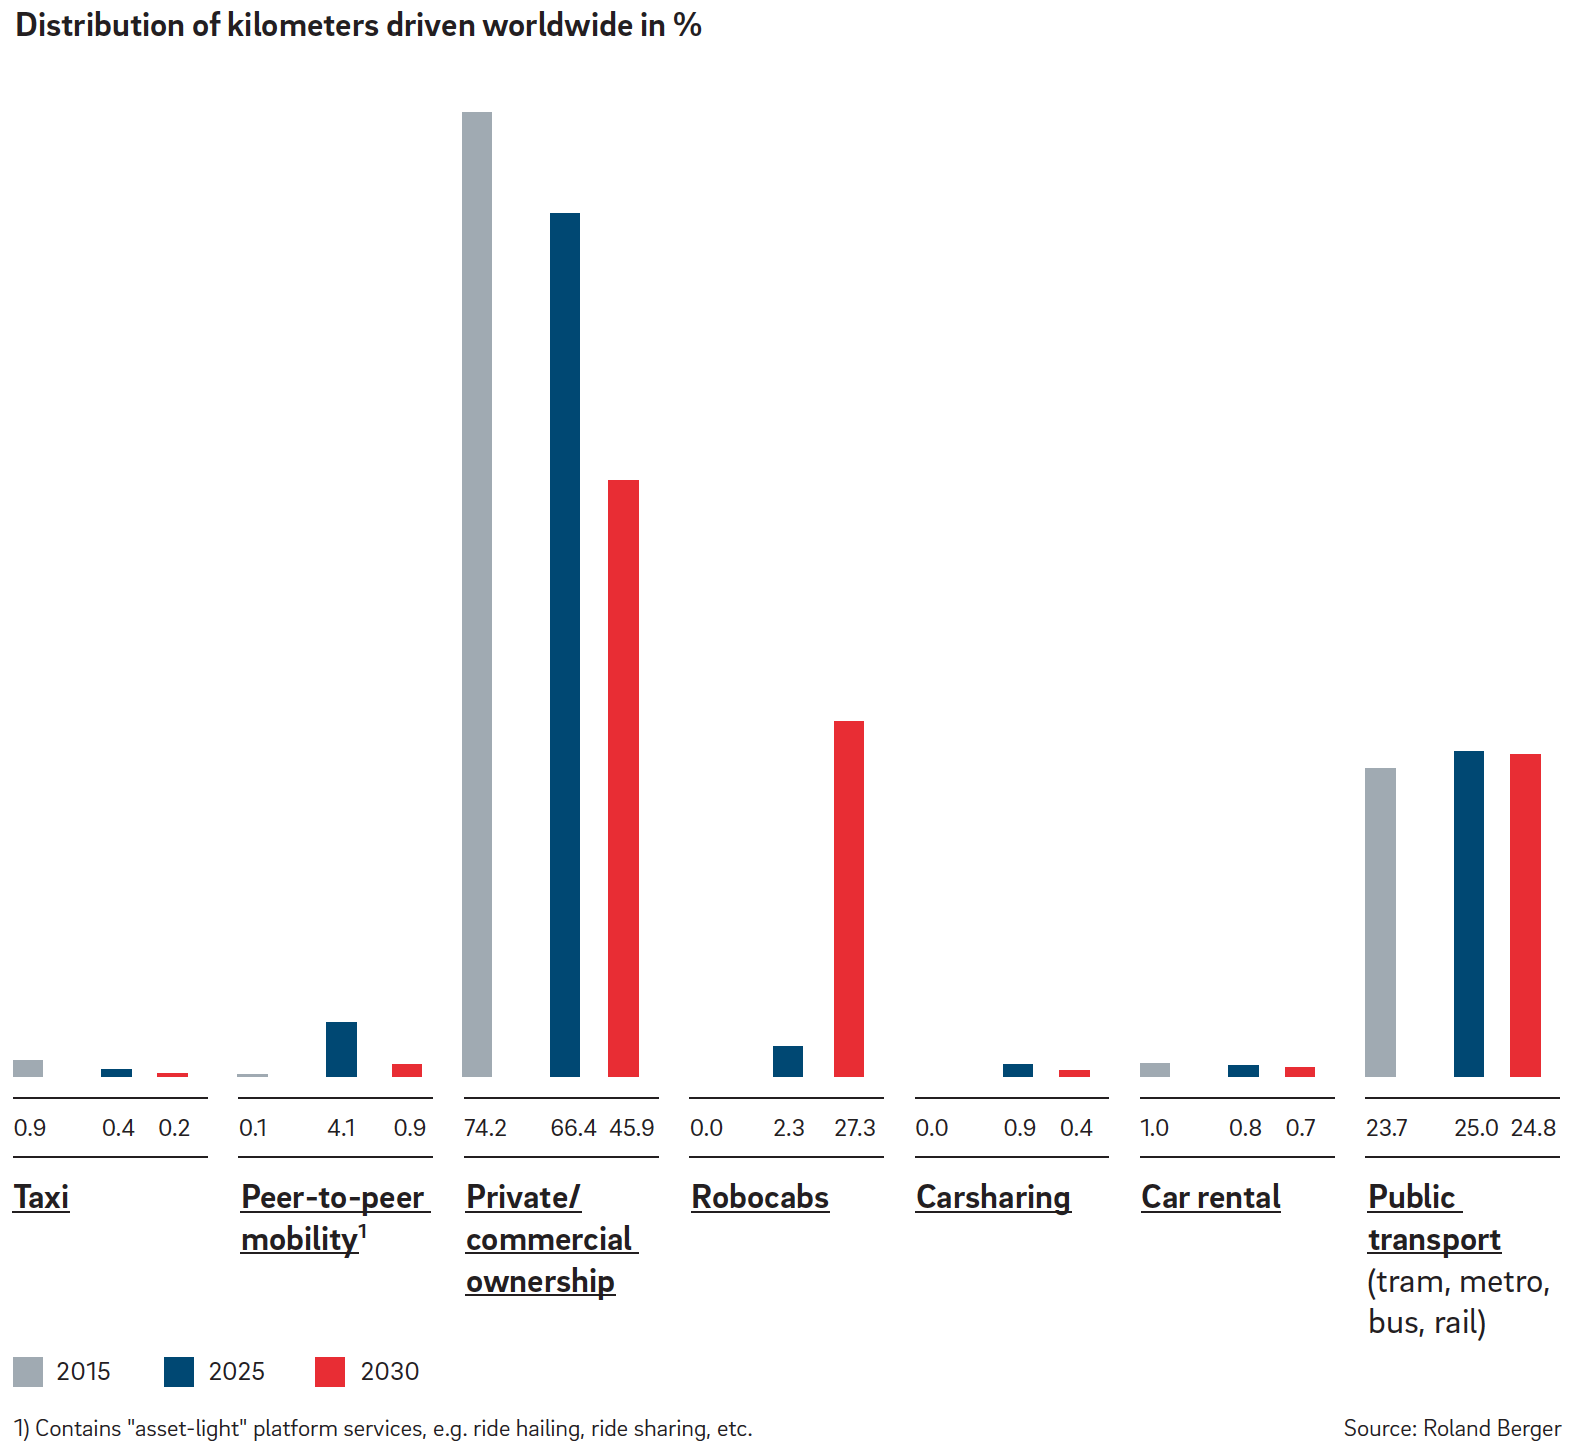 Distribution of kilometers driven worldwide in %
0.9 0.4 0.2
0.1 4.1 0.9
74.2 66.4 45.9
0.0 2.3 27.3
0.0 0.9 0.4
1.0 0.8 0.7
23.7 25.0 24.8
Taxi
Peer-to-peer
mobility¹
Private/
commercial
ownership
Robocabs
Carsharing
Car rental
Public
transport
(tram, metro,
bus, rail)
2015 2025 2030
1) Contains "asset-light" platform services, e.g. ride hailing, ride sharing, etc.
Source: Roland Berger